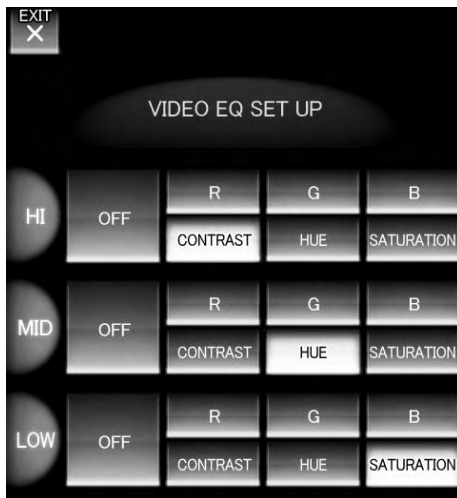 EXIT
×
VIDEO EQ SET UP
R G B
HI OFF
CONTRAST HUE SATURATION
R G B
MID OFF
CONTRAST HUE SATURATION
R G B
LOW OFF
CONTRAST HUE SATURATION